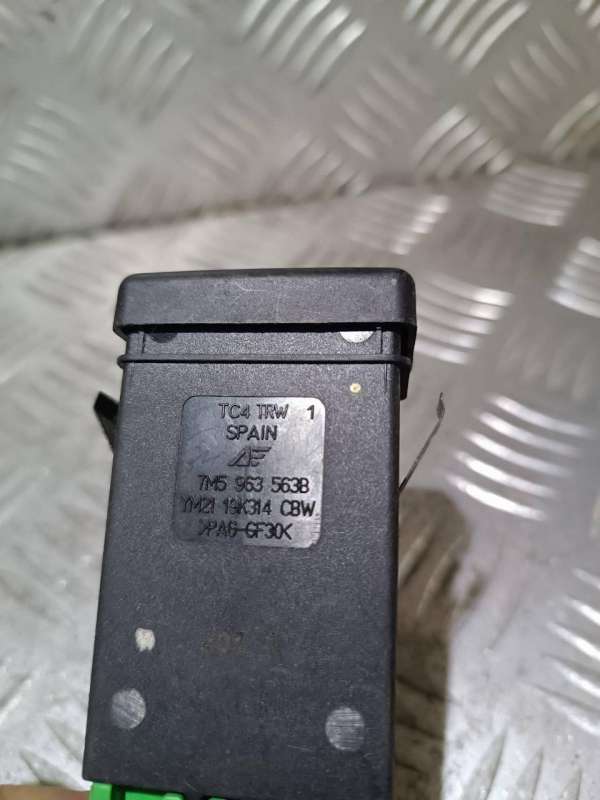 TC4 TRW 1
SPAIN
7M5 963 563B
YM21 19K314 CBW
>PA6-GF30<